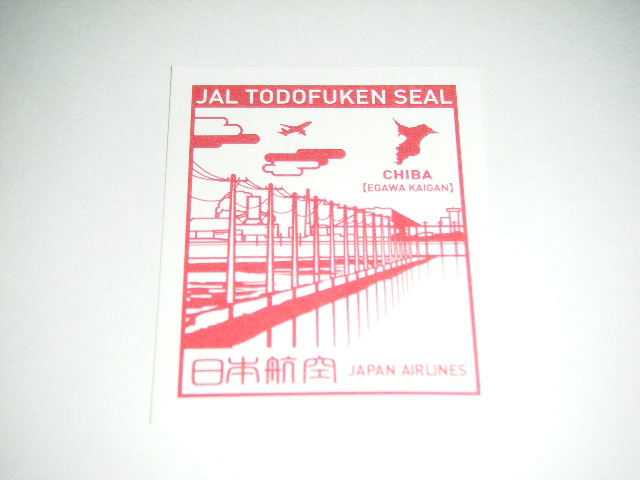 JAL TODOFUKEN SEAL
CHIBA
【EGAWA KAIGAN】
日本航空 JAPAN AIRLINES